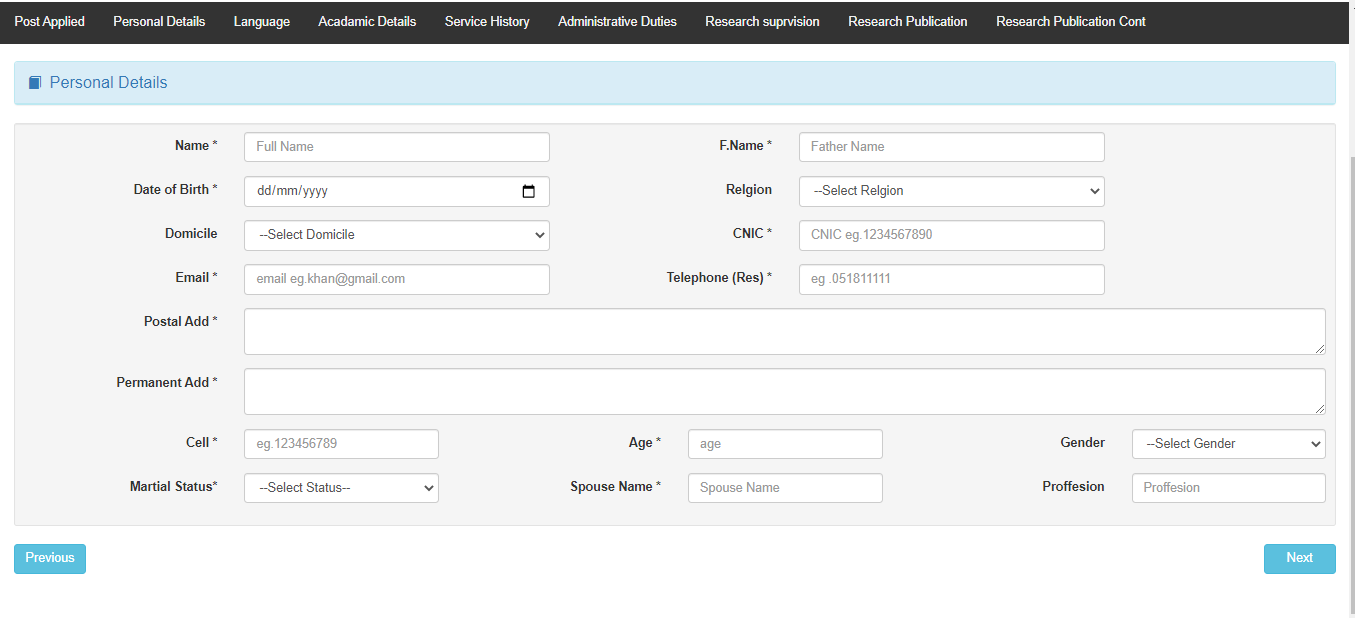 Post Applied Personal Details Language Acadamic Details Service History Administrative Duties Research suprvision Research Publication Research Publication Cont
Personal Details
Name * Full Name F.Name * Father Name
Date of Birth * dd/mm/yyyy Relgion --Select Relgion
Domicile --Select Domicile CNIC * CNIC eg.1234567890
Email * email eg.khan@gmail.com Telephone (Res) * eg .051811111
Postal Add *
Permanent Add *
Cell * eg.123456789 Age * age Gender --Select Gender
Martial Status* --Select Status-- Spouse Name * Spouse Name Proffesion Proffesion
Previous Next